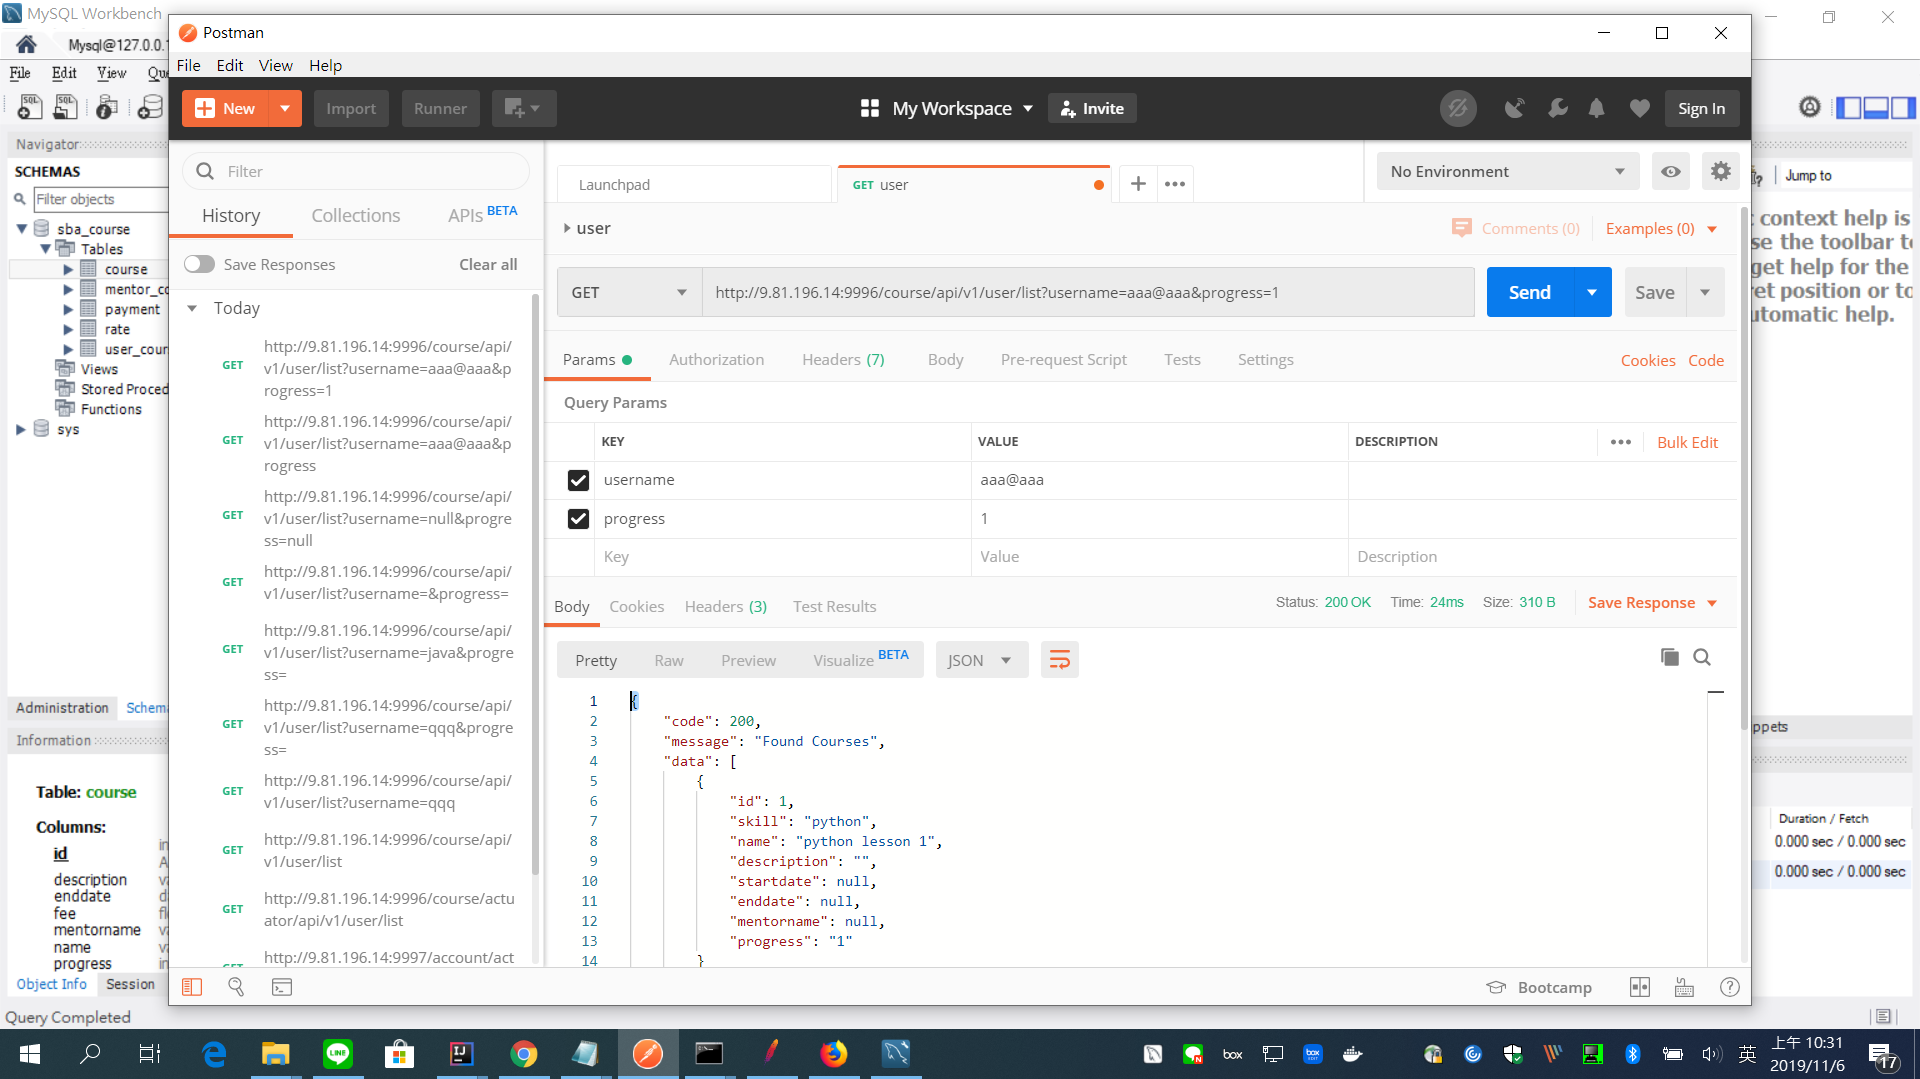 MySQL Workbench
Mysql@127.0.0.1
File Edit View
Navigator
SCHEMAS
Filter objects
sba_course
Tables
course
payment
rate
Views
Functions
sys
Administration
Information
Table: course
Columns:
id
description
enddate
fee
mentorname
name
progress
Object Info Session
Query Completed
Postman
File Edit View Help
New Import Runner
My Workspace Invite Sign In
Filter
History Collections APIs BETA
Save Responses Clear all
Today
GET http://9.81.196.14:9996/course/api/
v1/user/list?username=aaa@aaa&p
rogress=1
GET http://9.81.196.14:9996/course/api/
v1/user/list?username=aaa@aaa&p
rogress
GET http://9.81.196.14:9996/course/api/
v1/user/list?username=null&progre
ss=null
GET http://9.81.196.14:9996/course/api/
v1/user/list?username=&progress=
GET http://9.81.196.14:9996/course/api/
v1/user/list?username=java&progre
ss=
GET http://9.81.196.14:9996/course/api/
v1/user/list?username=qqq&progre
ss=
GET http://9.81.196.14:9996/course/api/
v1/user/list?username=qqq
GET http://9.81.196.14:9996/course/api/
v1/user/list
GET http://9.81.196.14:9996/course/actu
ator/api/v1/user/list
http://9.81.196.14:9997/account/act
Launchpad
GET user
No Environment
user
Comments (0) Examples (0)
GET http://9.81.196.14:9996/course/api/v1/user/list?username=aaa@aaa&progress=1 Send Save
Params Authorization Headers (7) Body Pre-request Script Tests Settings Cookies Code
Query Params
KEY VALUE DESCRIPTION Bulk Edit
username aaa@aaa
progress 1
Key Value Description
Body Cookies Headers (3) Test Results Status: 200 OK Time: 24ms Size: 310 B Save Response
Pretty Raw Preview Visualize BETA JSON
1 {
2 "code": 200,
3 "message": "Found Courses",
4 "data": [
5 {
6 "id": 1,
7 "skill": "python",
8 "name": "python lesson 1",
9 "description": "",
10 "startdate": null,
11 "enddate": null,
12 "mentorname": null,
13 "progress": "1"
14 }
Bootcamp
Jump to
context help is
the toolbar
get help for the
position or to
Duration / Fetch
0.000 sec / 0.000 sec
0.000 sec / 0.000 sec
LINE
IJ
box
box
英
上午 10:31
2019/11/6
17